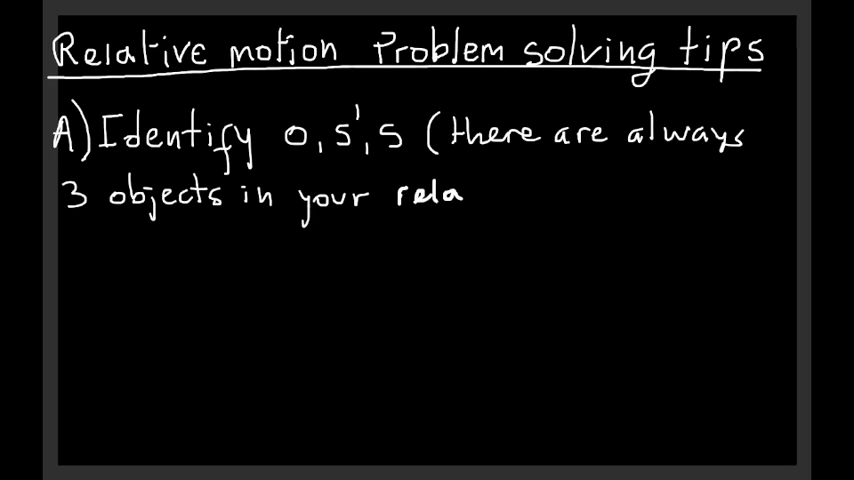 Relative motion Problem solving tips
A) Identify o, s', s (there are always
3 objects in your rela